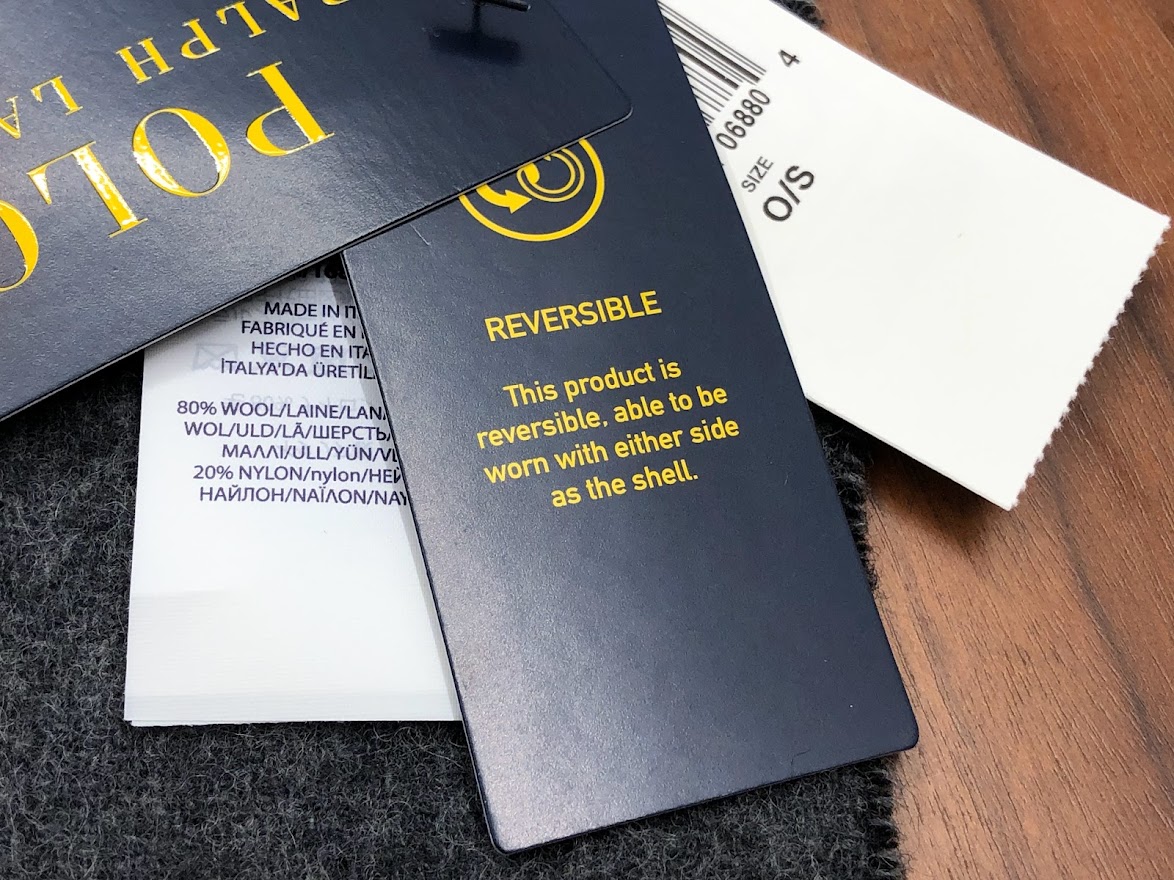 POLO
RALPH LA
06880 4
SIZE
O/S
REVERSIBLE
This product is
reversible, able to be
worn with either side
as the shell.
MADE IN IT
FABRIQUÉ EN
HECHO EN ITA
İTALYA'DA ÜRETİL
80% WOOL/LAINE/LANA
WOL/ULD/LÃ/ШЕРСТЬ/
ΜΑΛΛΙ/ULL/YÜN/VL
20% NYLON/nylon/НЕЙ
НАЙЛОН/ΝΑΪΛΟΝ/NAY